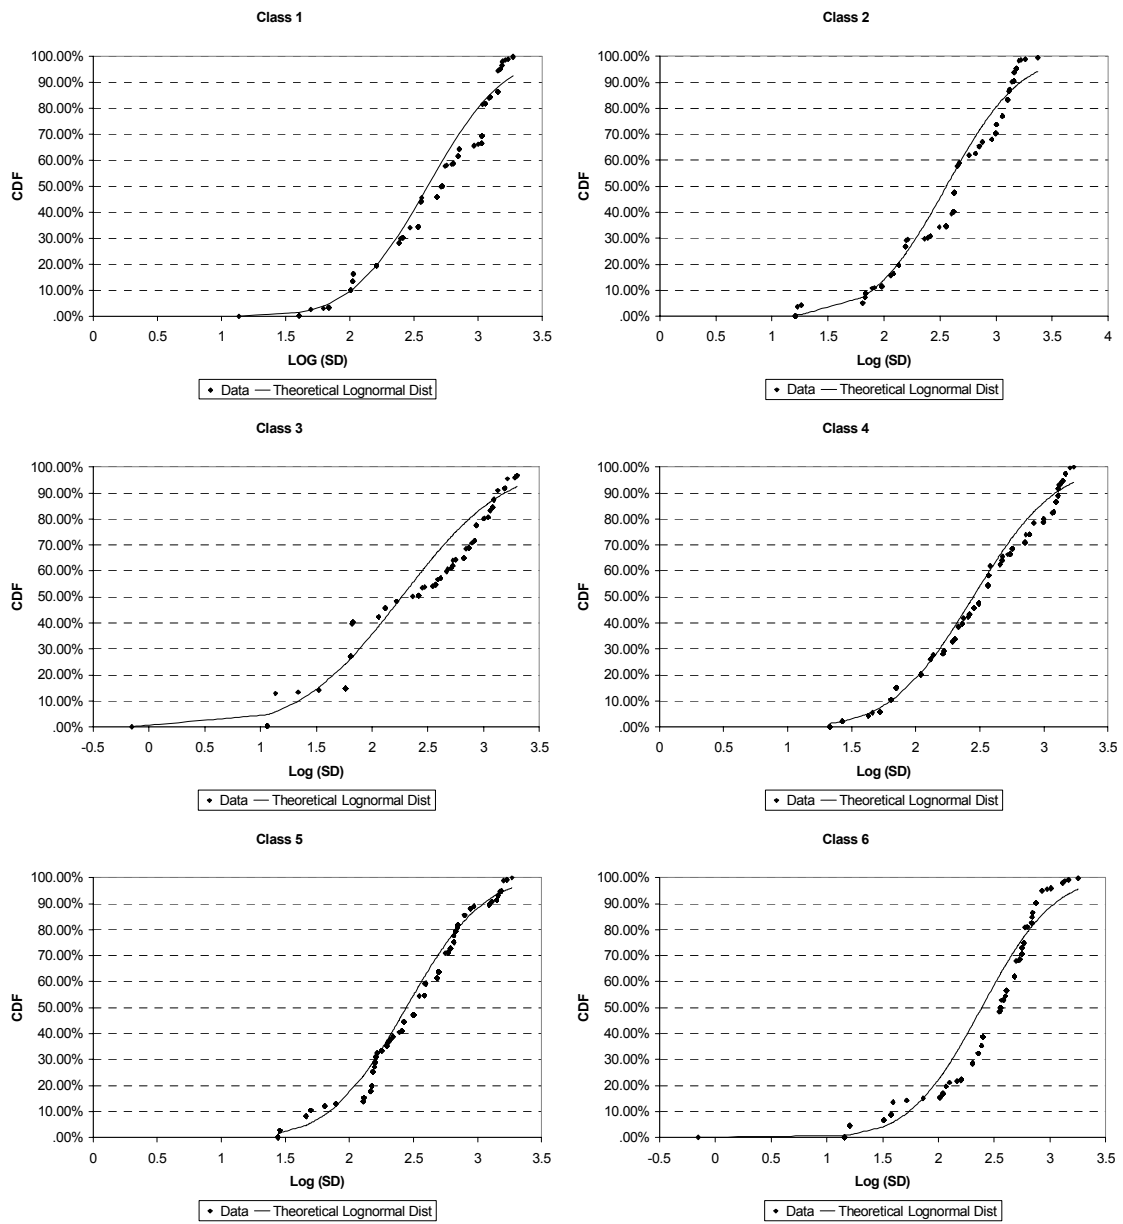 Class 1
100.00%
90.00%
80.00%
70.00%
60.00%
50.00%
40.00%
30.00%
20.00%
10.00%
.00%
CDF
0 0.5 1 1.5 2 2.5 3 3.5
LOG (SD)
Data Theoretical Lognormal Dist
Class 2
100.00%
90.00%
80.00%
70.00%
60.00%
50.00%
40.00%
30.00%
20.00%
10.00%
.00%
CDF
0 0.5 1 1.5 2 2.5 3 3.5 4
Log (SD)
Data Theoretical Lognormal Dist
Class 3
100.00%
90.00%
80.00%
70.00%
60.00%
50.00%
40.00%
30.00%
20.00%
10.00%
.00%
CDF
-0.5 0 0.5 1 1.5 2 2.5 3 3.5
Log (SD)
Data Theoretical Lognormal Dist
Class 4
100.00%
90.00%
80.00%
70.00%
60.00%
50.00%
40.00%
30.00%
20.00%
10.00%
.00%
CDF
0 0.5 1 1.5 2 2.5 3 3.5
Log (SD)
Data Theoretical Lognormal Dist
Class 5
100.00%
90.00%
80.00%
70.00%
60.00%
50.00%
40.00%
30.00%
20.00%
10.00%
.00%
CDF
0 0.5 1 1.5 2 2.5 3 3.5
Log (SD)
Data Theoretical Lognormal Dist
Class 6
100.00%
90.00%
80.00%
70.00%
60.00%
50.00%
40.00%
30.00%
20.00%
10.00%
.00%
CDF
-0.5 0 0.5 1 1.5 2 2.5 3 3.5
Log (SD)
Data Theoretical Lognormal Dist